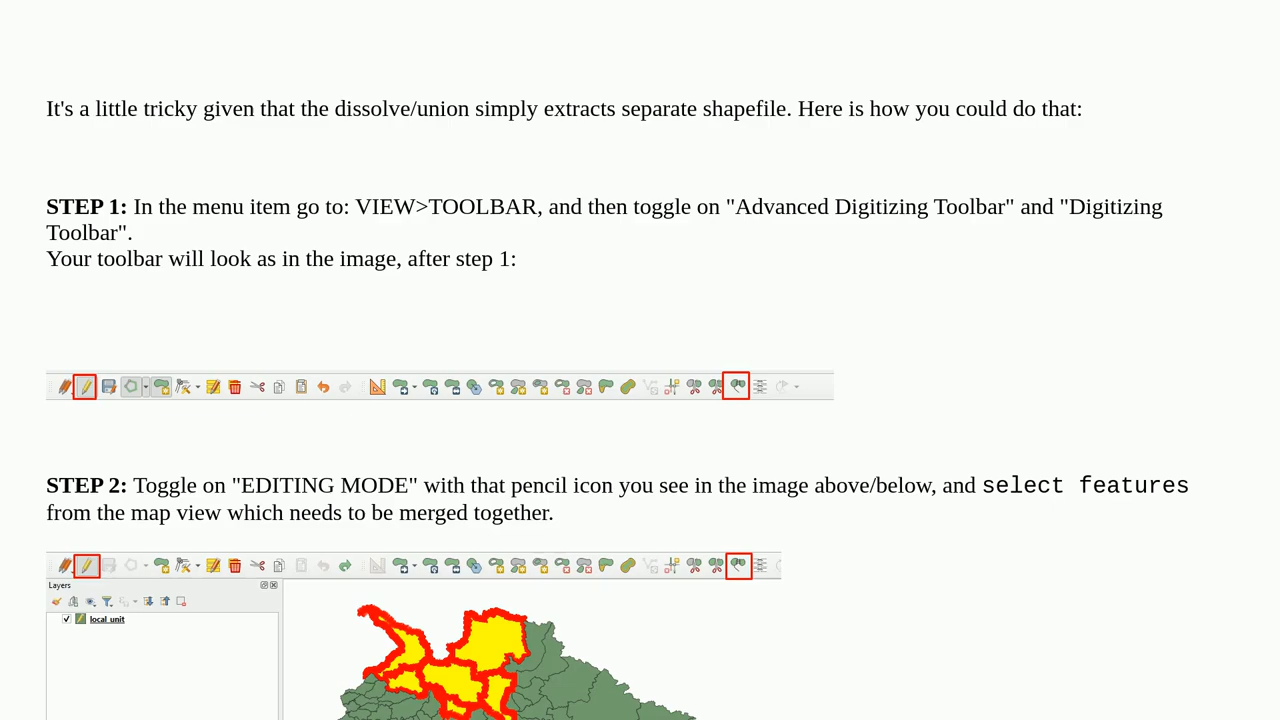 It's a little tricky given that the dissolve/union simply extracts separate shapefile. Here is how you could do that:
STEP 1: In the menu item go to: VIEW>TOOLBAR, and then toggle on "Advanced Digitizing Toolbar" and "Digitizing
Toolbar".
Your toolbar will look as in the image, after step 1:
STEP 2: Toggle on "EDITING MODE" with that pencil icon you see in the image above/below, and select features
from the map view which needs to be merged together.
Layers
local_unit